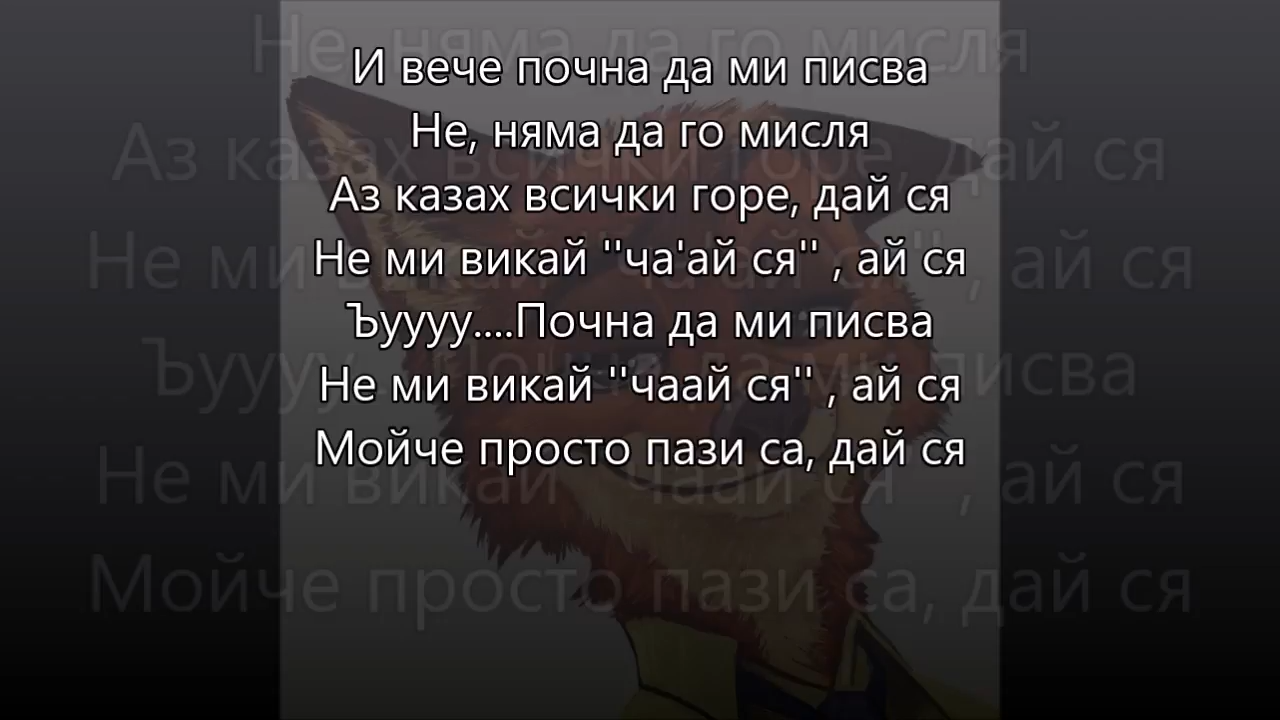 И вече почна да ми писва
Не, няма да го мисля
Аз казах всички горе, дай ся
Не ми викай ''ча'ай ся'' , ай ся
Ъуууу....Почна да ми писва
Не ми викай ''чаай ся'' , ай ся
Мойче просто пази са, дай ся